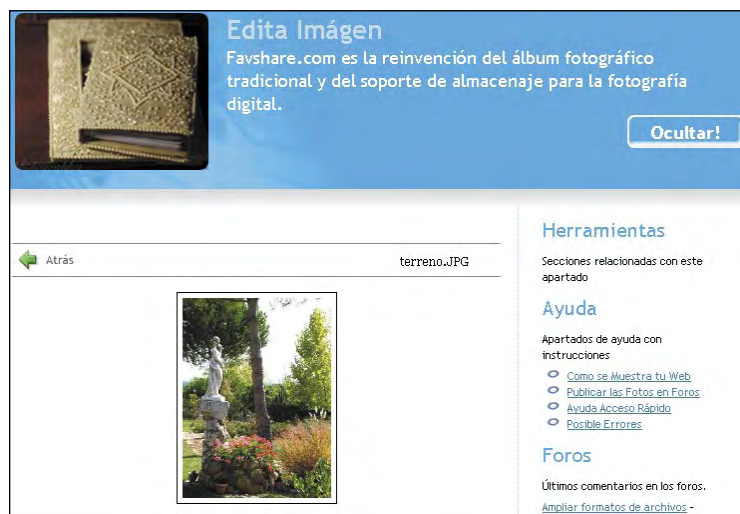 Edita Imágen
Favshare.com es la reinvención del álbum fotográfico
tradicional y del soporte de almacenaje para la fotografía
digital.
Ocultar!
Atrás
terreno.JPG
Herramientas
Secciones relacionadas con este
apartado
Ayuda
Apartados de ayuda con
instrucciones
Como se Muestra tu Web
Publicar las Fotos en Foros
Ayuda Acceso Rápido
Posible Errores
Foros
Últimos comentarios en los foros.
Ampliar formatos de archivos -